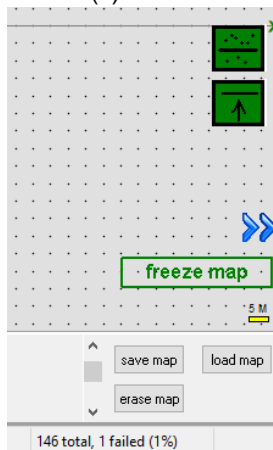 freeze map
5 M
save map
load map
erase map
146 total, 1 failed (1%)